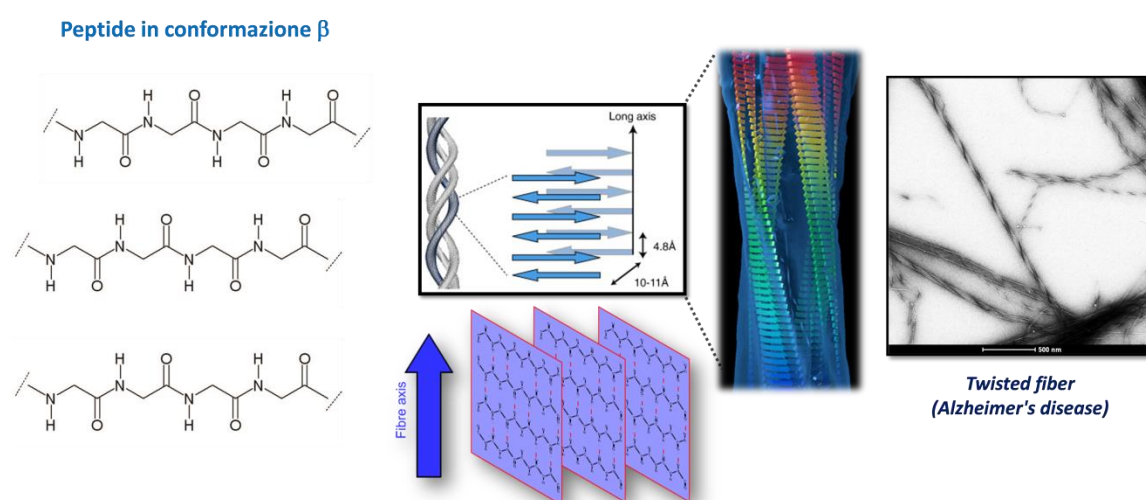 Peptide in conformazione β
H O H O
N N
N N
H O H O
H O H O
N N
N N
H O H O
H O H O
N N
N N
H O H O
Long axis
4.8Å
10-11Å
Fibre axis
500 nm
Twisted fiber
(Alzheimer's disease)